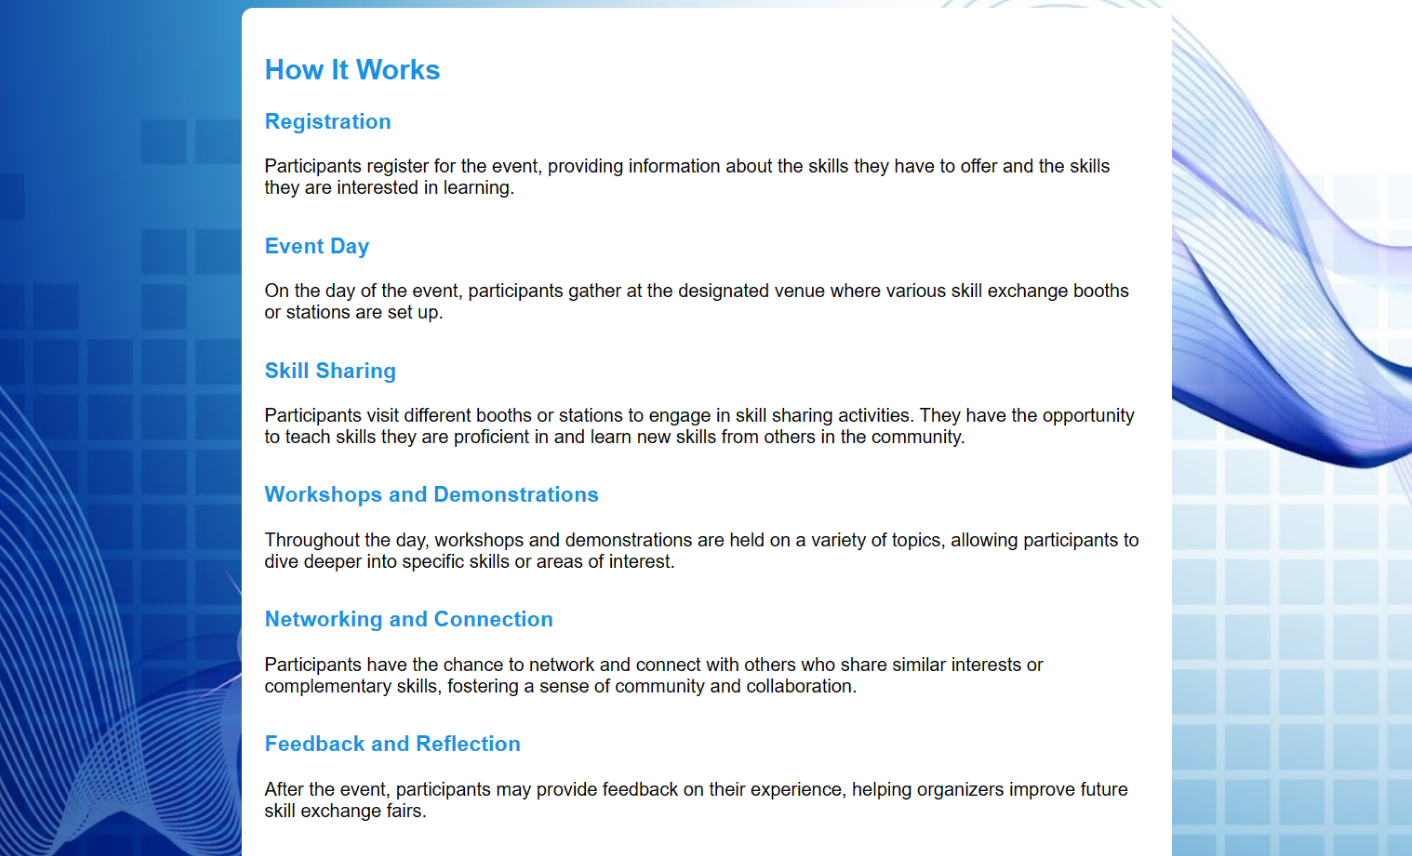 How It Works
Registration
Participants register for the event, providing information about the skills they have to offer and the skills
they are interested in learning.
Event Day
On the day of the event, participants gather at the designated venue where various skill exchange booths
or stations are set up.
Skill Sharing
Participants visit different booths or stations to engage in skill sharing activities. They have the opportunity
to teach skills they are proficient in and learn new skills from others in the community.
Workshops and Demonstrations
Throughout the day, workshops and demonstrations are held on a variety of topics, allowing participants to
dive deeper into specific skills or areas of interest.
Networking and Connection
Participants have the chance to network and connect with others who share similar interests or
complementary skills, fostering a sense of community and collaboration.
Feedback and Reflection
After the event, participants may provide feedback on their experience, helping organizers improve future
skill exchange fairs.